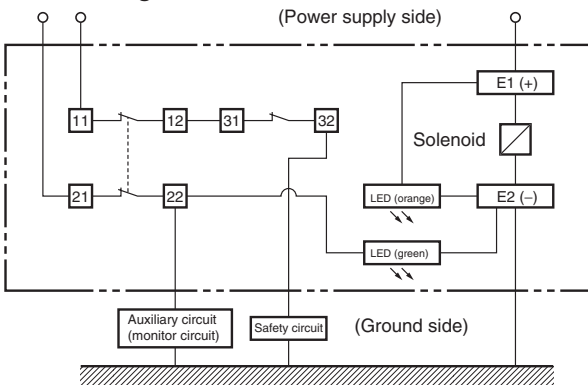 (Power supply side)
E1 (+)
11
12
31
32
Solenoid
21
22
LED (orange)
E2 (–)
LED (green)
Auxiliary circuit
(monitor circuit)
Safety circuit
(Ground side)